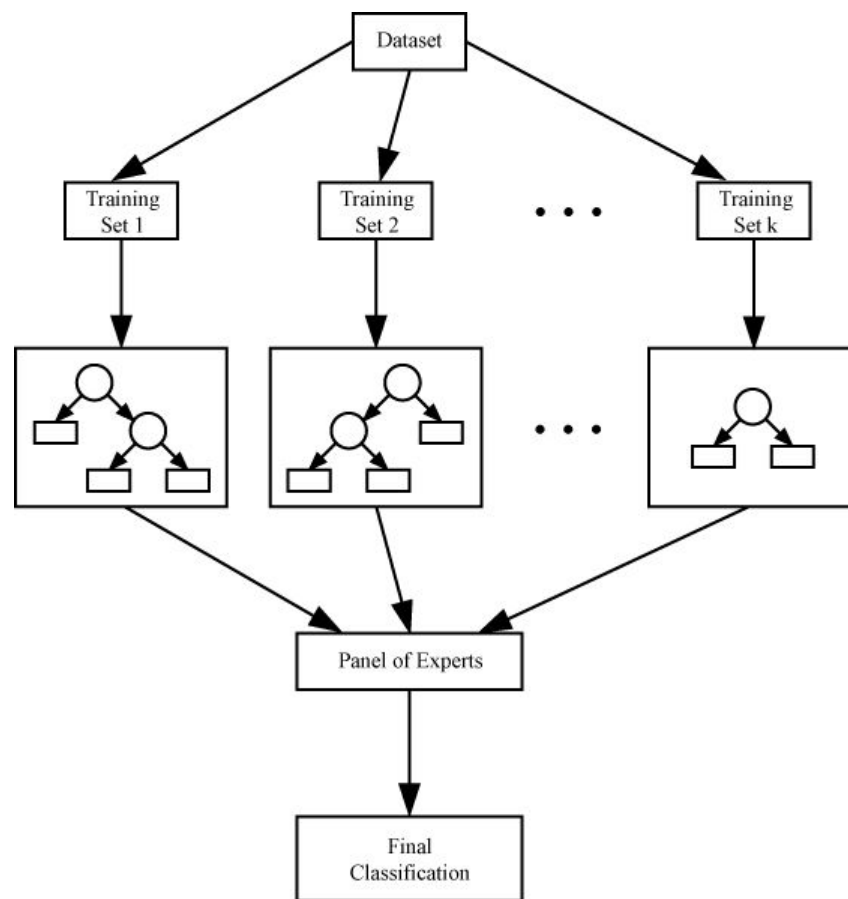 Dataset
Training
Set 1
Training
Set 2
Training
Set k
Panel of Experts
Final
Classification